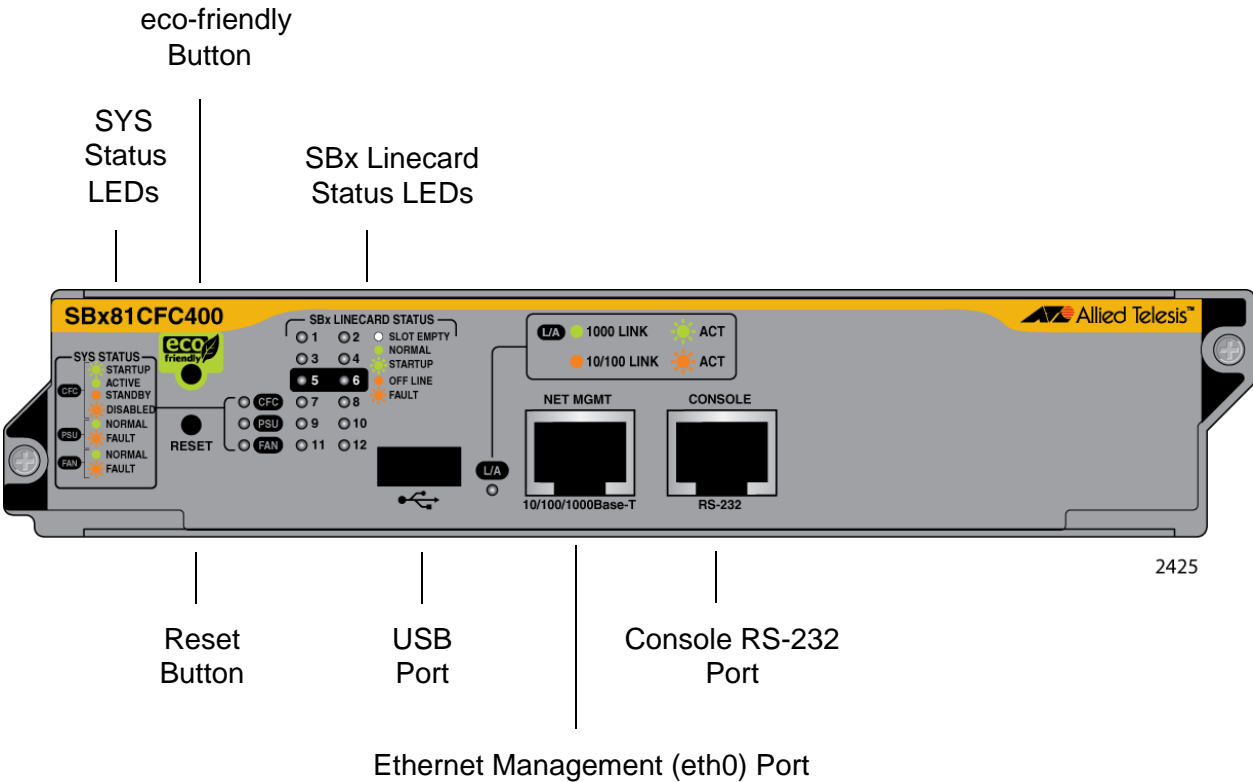 eco-friendly
Button
SYS
Status
LEDs
SBx Linecard
Status LEDs
SBx81CFC400
Allied Telesis™
eco
friendly
SYS STATUS
CFC
STARTUP
ACTIVE
STANDBY
DISABLED
PSU
NORMAL
FAULT
FAN
NORMAL
FAULT
RESET
CFC
PSU
FAN
SBx LINECARD STATUS
1 2
3 4
5 6
7 8
9 10
11 12
SLOT EMPTY
NORMAL
STARTUP
OFF LINE
FAULT
L/A 1000 LINK ACT
10/100 LINK ACT
L/A
NET MGMT
10/100/1000Base-T
CONSOLE
RS-232
2425
Reset
Button
USB
Port
Console RS-232
Port
Ethernet Management (eth0) Port